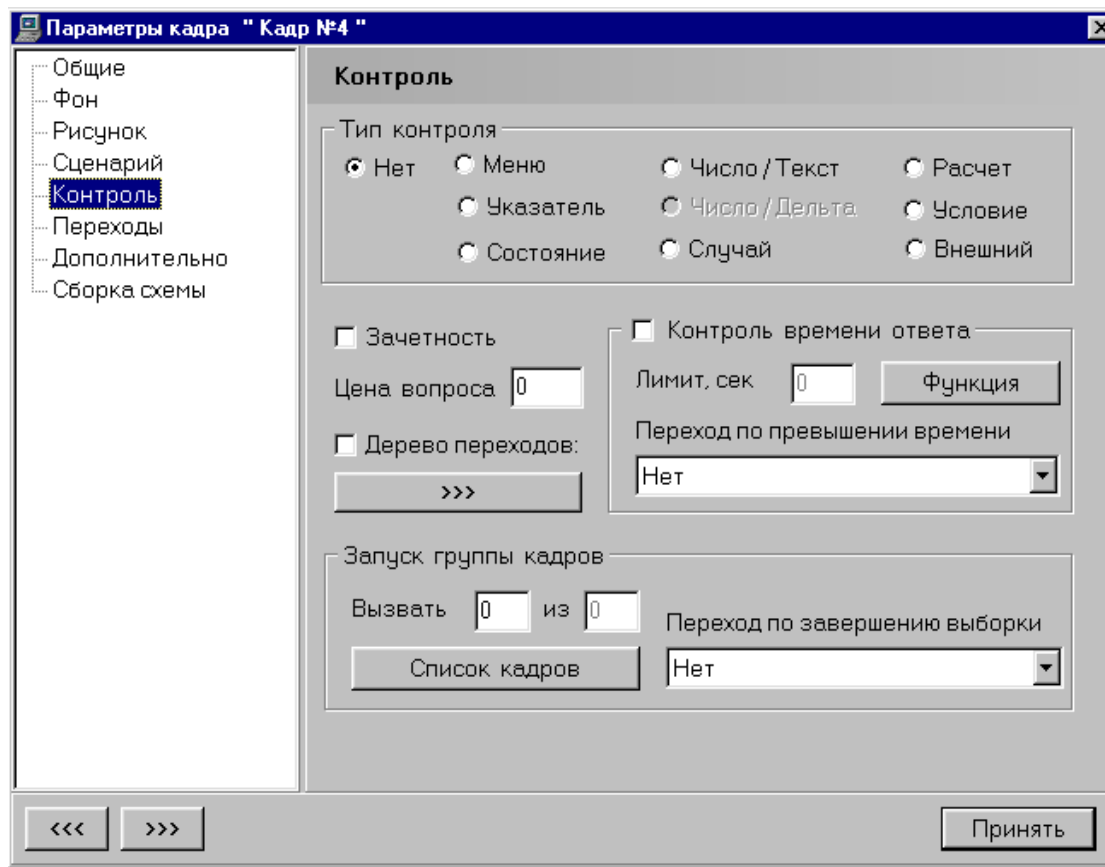 Параметры кадра " Кадр №4 "
Общие
Фон
Рисунок
Сценарий
Контроль
Переходы
Дополнительно
Сборка схемы
Контроль
Тип контроля
Нет Меню Число / Текст Расчет
Указатель Число / Дельта Условие
Состояние Случай Внешний
Зачетность
Цена вопроса 0
Дерево переходов:
>>>
Контроль времени ответа
Лимит, сек 0 Функция
Переход по превышении времени
Нет
Запуск группы кадров
Вызвать 0 из 0
Список кадров
Переход по завершению выборки
Нет
<<< >>> Принять